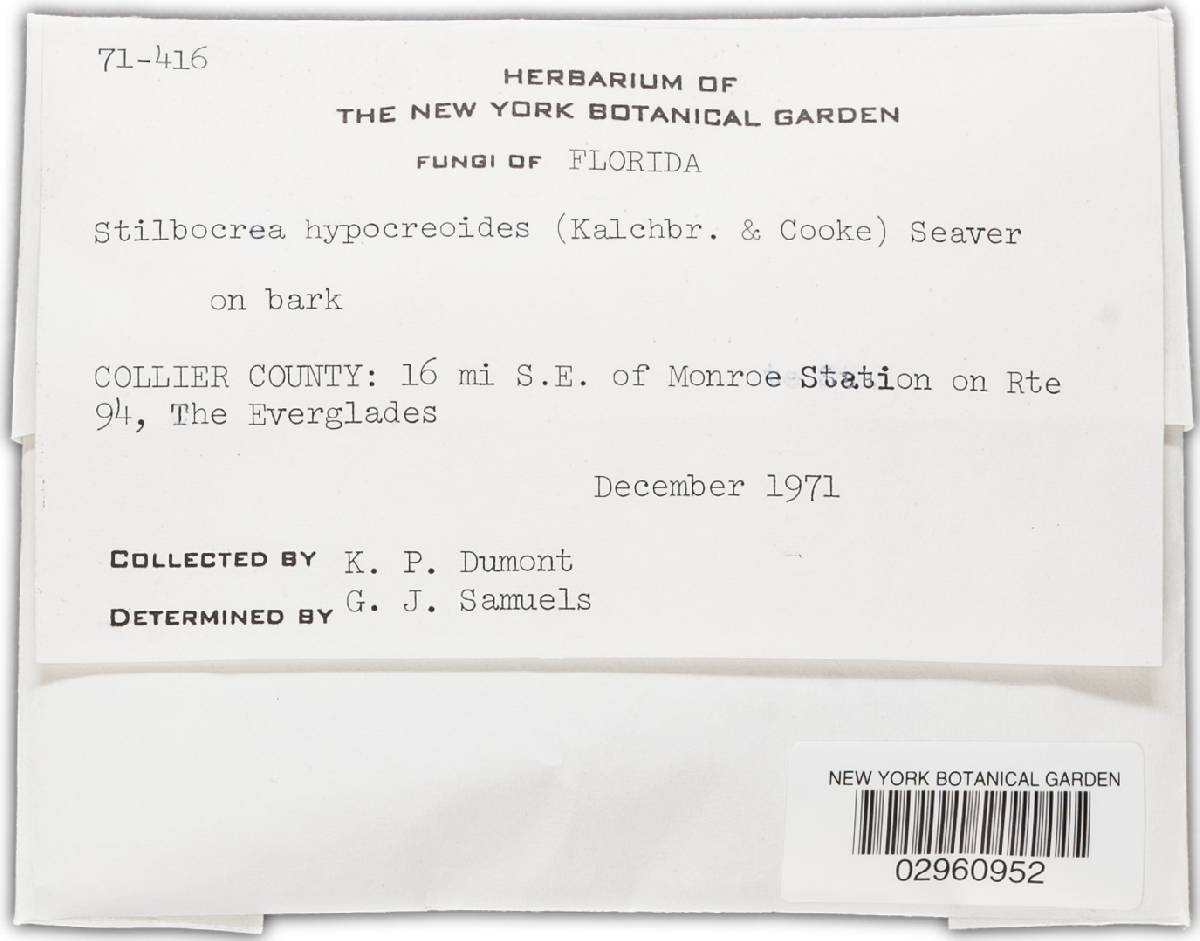 71-416
HERBARIUM OF
THE NEW YORK BOTANICAL GARDEN
FUNGI OF FLORIDA
Stilbocrea hypocreoides (Kalchbr. & Cooke) Seaver
on bark
COLLIER COUNTY: 16 mi S.E. of Monroe Station on Rte
94, The Everglades
December 1971
COLLECTED BY K. P. Dumont
DETERMINED BY G. J. Samuels
NEW YORK BOTANICAL GARDEN
02960952